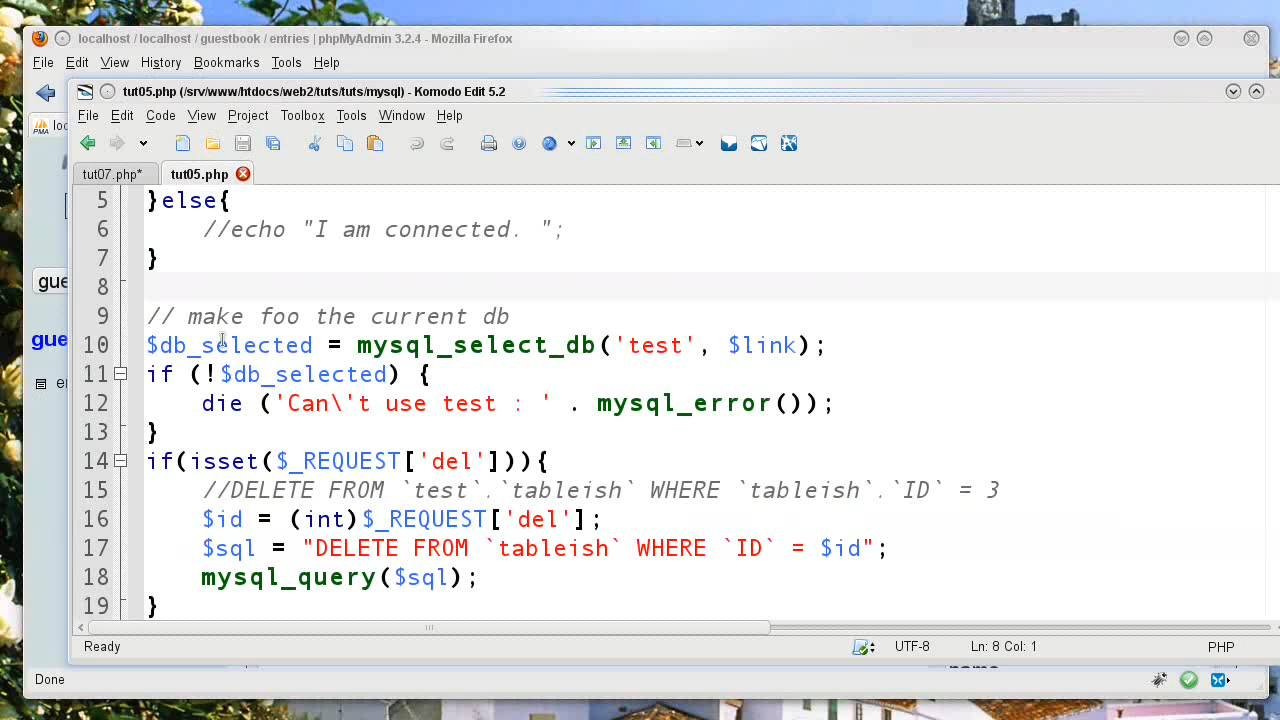 localhost / localhost / guestbook / entries | phpMyAdmin 3.2.4 - Mozilla Firefox
File Edit View History Bookmarks Tools Help
tut05.php (/srv/www/htdocs/web2/tuts/tuts/mysql) - Komodo Edit 5.2
File Edit Code View Project Toolbox Tools Window Help
PMA loc
tut07.php* tut05.php
5 }else{
6 //echo "I am connected. ";
7 }
8
9 // make foo the current db
10 $db_selected = mysql_select_db('test', $link);
11 if (!$db_selected) {
12 die ('Can\'t use test : ' . mysql_error());
13 }
14 if(isset($_REQUEST['del'])){
15 //DELETE FROM `test`.`tableish` WHERE `tableish`.`ID` = 3
16 $id = (int)$_REQUEST['del'];
17 $sql = "DELETE FROM `tableish` WHERE `ID` = $id";
18 mysql_query($sql);
19 }
gue
gue
en
Ready UTF-8 Ln: 8 Col: 1 PHP
Done